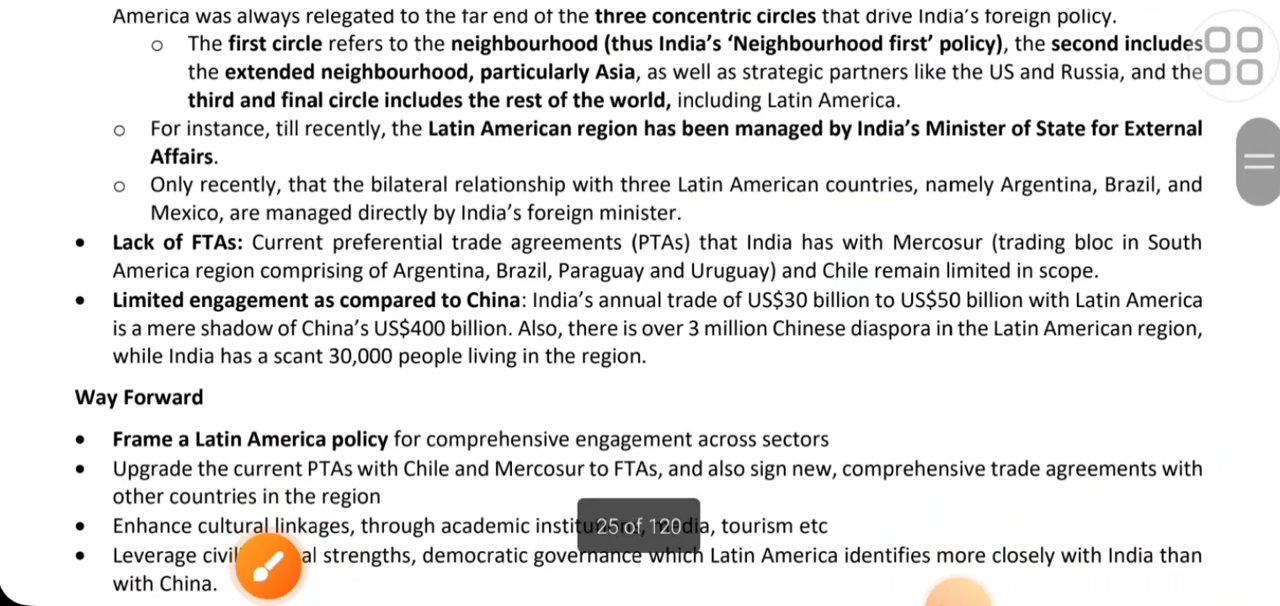 America was always relegated to the far end of the three concentric circles that drive India's foreign policy.
o The first circle refers to the neighbourhood (thus India's 'Neighbourhood first' policy), the second includes
the extended neighbourhood, particularly Asia, as well as strategic partners like the US and Russia, and the
third and final circle includes the rest of the world, including Latin America.
o For instance, till recently, the Latin American region has been managed by India's Minister of State for External
Affairs.
o Only recently, that the bilateral relationship with three Latin American countries, namely Argentina, Brazil, and
Mexico, are managed directly by India's foreign minister.
• Lack of FTAs: Current preferential trade agreements (PTAs) that India has with Mercosur (trading bloc in South
America region comprising of Argentina, Brazil, Paraguay and Uruguay) and Chile remain limited in scope.
• Limited engagement as compared to China: India's annual trade of US$30 billion to US$50 billion with Latin America
is a mere shadow of China's US$400 billion. Also, there is over 3 million Chinese diaspora in the Latin American region,
while India has a scant 30,000 people living in the region.
Way Forward
• Frame a Latin America policy for comprehensive engagement across sectors
• Upgrade the current PTAs with Chile and Mercosur to FTAs, and also sign new, comprehensive trade agreements with
other countries in the region
• Enhance cultural linkages, through academic tourism etc
25 of 120
• Leverage strengths, democratic governance which Latin America identifies more closely with India than
with China.